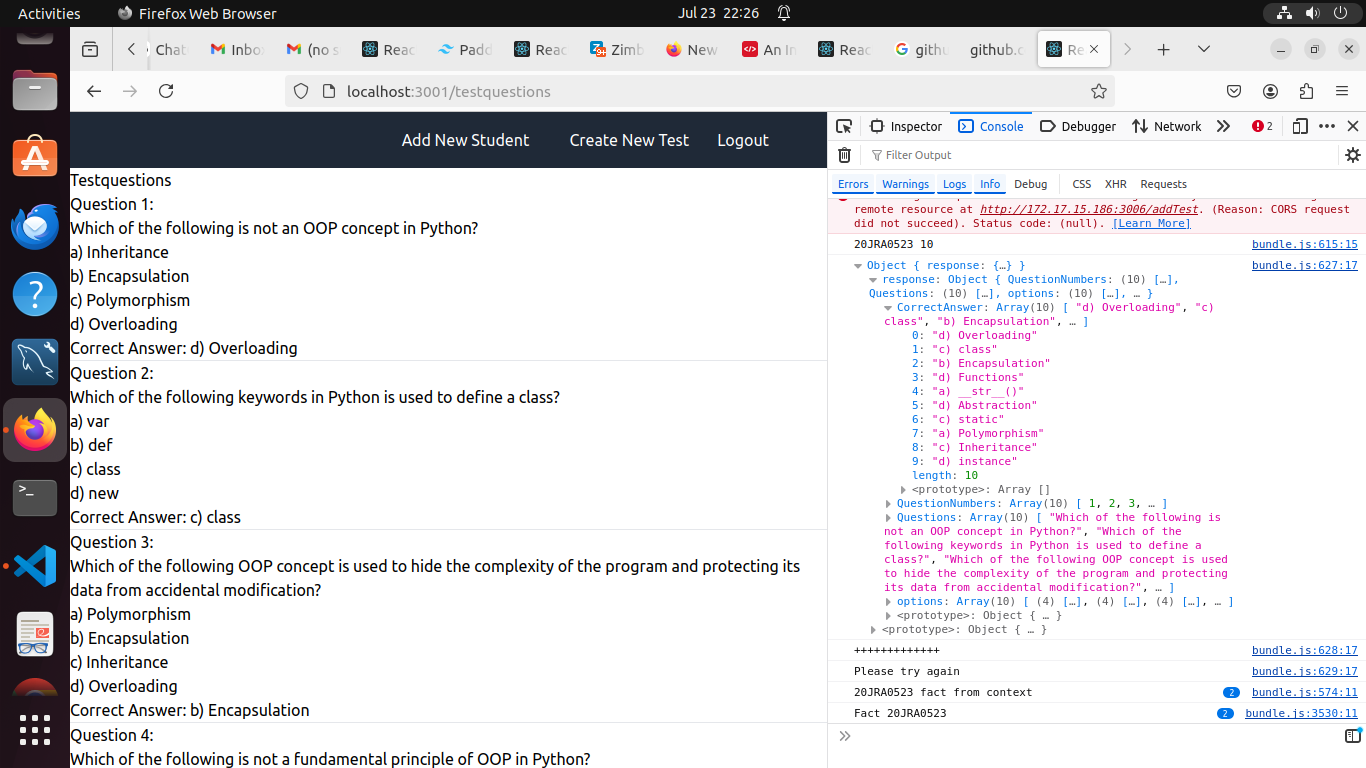 Activities
Firefox Web Browser
Jul 23 22:26
Chat
Inbo
(no s
Reac
Padd
Reac
Zimb
New
An In
Reac
githu
github.c
Re
localhost:3001/testquestions
Add New Student
Create New Test
Logout
Testquestions
Question 1:
Which of the following is not an OOP concept in Python?
a) Inheritance
b) Encapsulation
c) Polymorphism
d) Overloading
Correct Answer: d) Overloading
Question 2:
Which of the following keywords in Python is used to define a class?
a) var
b) def
c) class
d) new
Correct Answer: c) class
Question 3:
Which of the following OOP concept is used to hide the complexity of the program and protecting its
data from accidental modification?
a) Polymorphism
b) Encapsulation
c) Inheritance
d) Overloading
Correct Answer: b) Encapsulation
Question 4:
Which of the following is not a fundamental principle of OOP in Python?
Inspector
Console
Debugger
Network
2
Filter Output
Errors
Warnings
Logs
Info
Debug
CSS
XHR
Requests
remote resource at http://172.17.15.186:3006/addTest. (Reason: CORS request
did not succeed). Status code: (null). [Learn More]
20JRA0523 10 bundle.js:615:15
Object { response: {…} } bundle.js:627:17
response: Object { QuestionNumbers: (10) […],
Questions: (10) […], options: (10) […], … }
CorrectAnswer: Array(10) [ "d) Overloading", "c)
class", "b) Encapsulation", … ]
0: "d) Overloading"
1: "c) class"
2: "b) Encapsulation"
3: "d) Functions"
4: "a) __str__()"
5: "d) Abstraction"
6: "c) static"
7: "a) Polymorphism"
8: "c) Inheritance"
9: "d) instance"
length: 10
<prototype>: Array []
QuestionNumbers: Array(10) [ 1, 2, 3, … ]
Questions: Array(10) [ "Which of the following is
not an OOP concept in Python?", "Which of the
following keywords in Python is used to define a
class?", "Which of the following OOP concept is used
to hide the complexity of the program and protecting
its data from accidental modification?", … ]
options: Array(10) [ (4) […], (4) […], (4) […], … ]
<prototype>: Object { … }
<prototype>: Object { … }
+++++++++++++ bundle.js:628:17
Please try again bundle.js:629:17
20JRA0523 fact from context 2 bundle.js:574:11
Fact 20JRA0523 2 bundle.js:3530:11